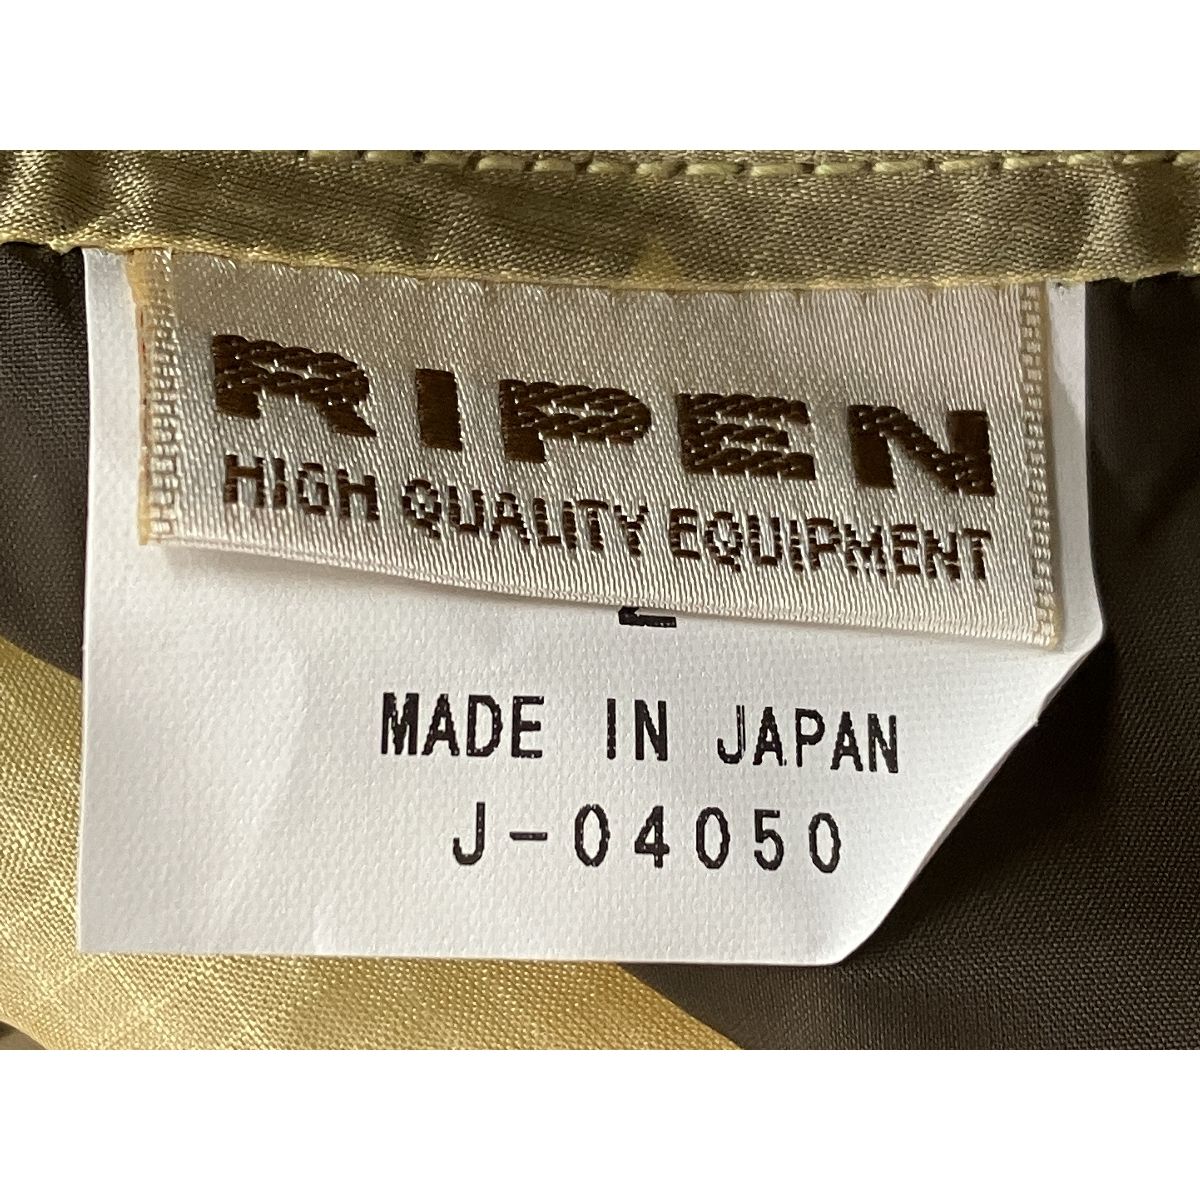 RIPEN
HIGH QUALITY EQUIPMENT
MADE IN JAPAN
J-04050